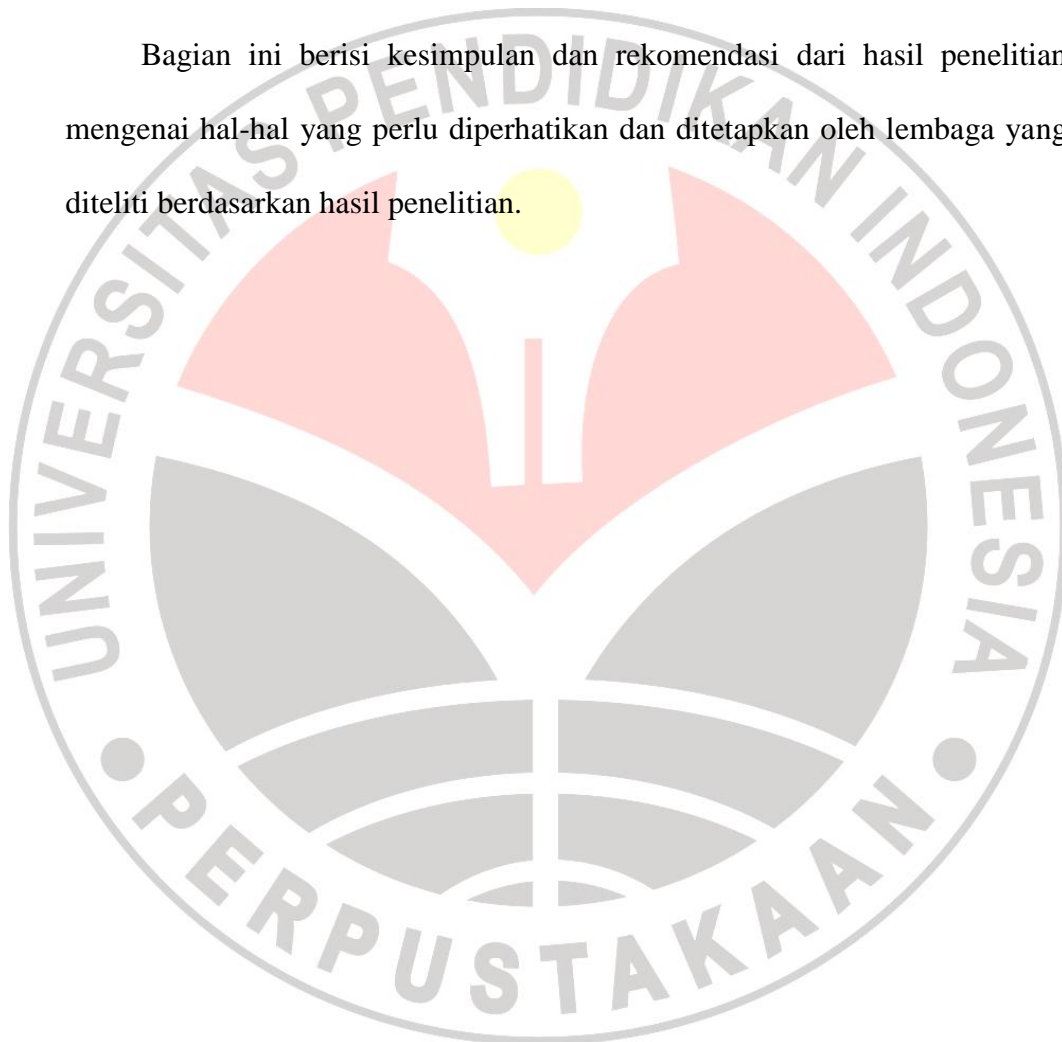 Bagian ini berisi kesimpulan dan rekomendasi dari hasil penelitian
mengenai hal-hal yang perlu diperhatikan dan ditetapkan oleh lembaga yang
diteliti berdasarkan hasil penelitian.
UNIVERSITAS PENDIDIKAN INDONESIA
PERPUSTAKAAN